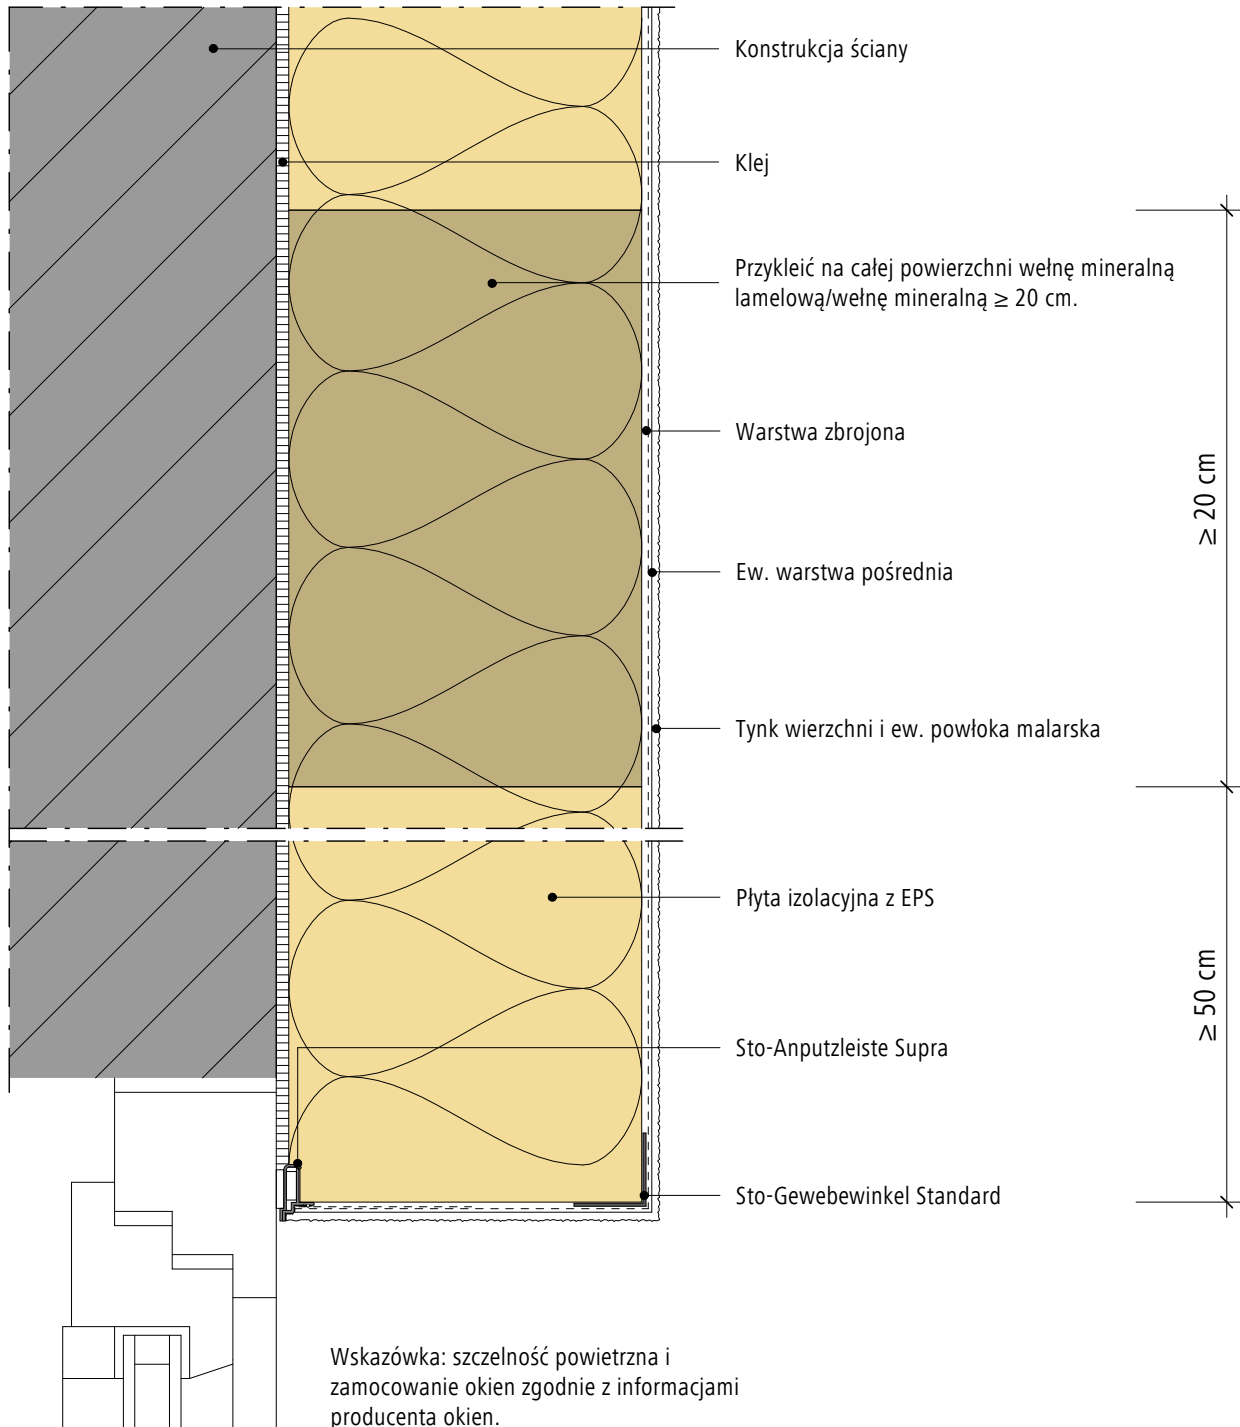 Konstrukcja ściany
Klej
Przykleić na całej powierzchni wełnę mineralną
lamelową/wełnę mineralną ≥ 20 cm.
Warstwa zbrojona
≥ 20 cm
Ew. warstwa pośrednia
Tynk wierzchni i ew. powłoka malarska
Płyta izolacyjna z EPS
≥ 50 cm
Sto-Anputzleiste Supra
Sto-Gewebewinkel Standard
Wskazówka: szczelność powietrzna i
zamocowanie okien zgodnie z informacjami
producenta okien.